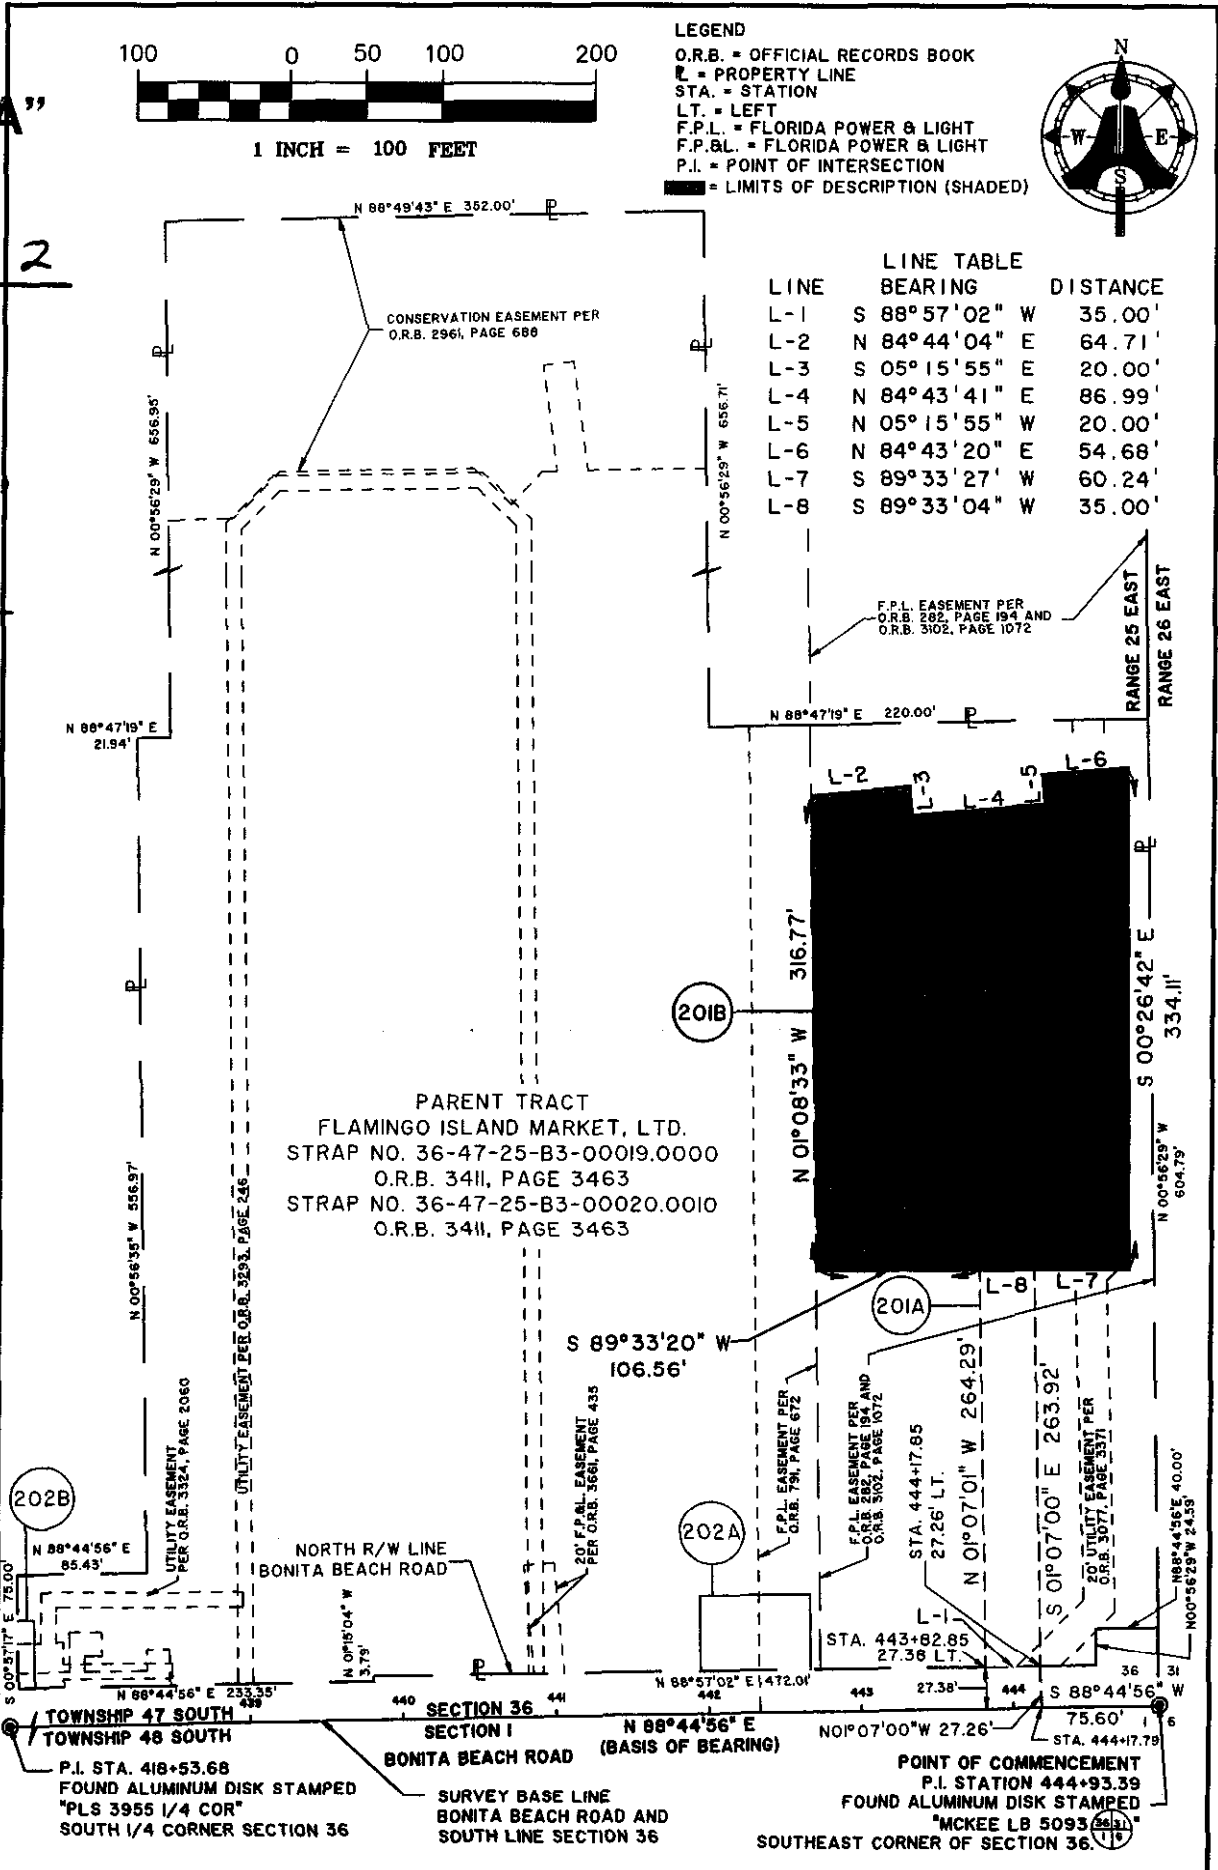 A"
2
100 0 50 100 200
1 INCH = 100 FEET
LEGEND
O.R.B. = OFFICIAL RECORDS BOOK
PL = PROPERTY LINE
STA. = STATION
LT. = LEFT
F.P.L. = FLORIDA POWER & LIGHT
F.P.&L. = FLORIDA POWER & LIGHT
P.I. = POINT OF INTERSECTION
= LIMITS OF DESCRIPTION (SHADED)
N
W E
S
N 88°49'43" E 352.00' PL
CONSERVATION EASEMENT PER
O.R.B. 2961, PAGE 688
PL
PL
N 00°56'29" W 656.95'
N 00°56'29" W 656.71'
LINE TABLE
LINE BEARING DISTANCE
L-1 S 88°57'02" W 35.00'
L-2 N 84°44'04" E 64.71'
L-3 S 05°15'55" E 20.00'
L-4 N 84°43'41" E 86.99'
L-5 N 05°15'55" W 20.00'
L-6 N 84°43'20" E 54.68'
L-7 S 89°33'27" W 60.24'
L-8 S 89°33'04" W 35.00'
F.P.L. EASEMENT PER
O.R.B. 282, PAGE 194 AND
O.R.B. 3102, PAGE 1072
RANGE 25 EAST
RANGE 26 EAST
N 88°47'19" E
21.94'
N 88°47'19" E 220.00' PL
L-2
L-3
L-4
L-5
L-6
PL
PL
N 01°08'33" W 316.77'
201B
S 00°26'42" E
334.11'
N 00°56'29" W
604.79'
PARENT TRACT
FLAMINGO ISLAND MARKET, LTD.
STRAP NO. 36-47-25-B3-00019.0000
O.R.B. 3411, PAGE 3463
STRAP NO. 36-47-25-B3-00020.0010
O.R.B. 3411, PAGE 3463
N 00°56'35" W 556.97'
UTILITY EASEMENT PER O.R.B. 3293, PAGE 246
UTILITY EASEMENT
PER O.R.B. 3324, PAGE 2060
S 89°33'20" W
106.56'
201A
L-8
L-7
20' F.P.&L. EASEMENT
PER O.R.B. 3661, PAGE 435
F.P.L. EASEMENT PER
O.R.B. 791, PAGE 672
F.P.L. EASEMENT PER
O.R.B. 282, PAGE 194 AND
O.R.B. 3102, PAGE 1072
STA. 444+17.85
27.26' LT.
N 01°07'01" W 264.29'
S 01°07'00" E 263.92'
20' UTILITY EASEMENT PER
O.R.B. 3077, PAGE 3371
N88°44'56"E 40.00'
N00°56'29"W 24.59'
202B
N 88°44'56" E
85.43'
S 00°57'17" E 75.00'
NORTH R/W LINE
BONITA BEACH ROAD
202A
N 01°15'04" W
3.79'
PL
L-1
STA. 443+82.85
27.38 LT.
N 88°44'56" E 233.35'
N 88°57'02" E 472.01'
27.38'
36 31
1 6
S 88°44'56" W
75.60'
439 440 441 442 443 444
TOWNSHIP 47 SOUTH
TOWNSHIP 48 SOUTH
SECTION 36
SECTION 1
BONITA BEACH ROAD
N 88°44'56" E
(BASIS OF BEARING)
N01°07'00"W 27.26'
STA. 444+17.79
P.I. STA. 418+53.68
FOUND ALUMINUM DISK STAMPED
"PLS 3955 1/4 COR"
SOUTH 1/4 CORNER SECTION 36
SURVEY BASE LINE
BONITA BEACH ROAD AND
SOUTH LINE SECTION 36
POINT OF COMMENCEMENT
P.I. STATION 444+93.39
FOUND ALUMINUM DISK STAMPED
"MCKEE LB 5093 36 31 1 6"
SOUTHEAST CORNER OF SECTION 36.